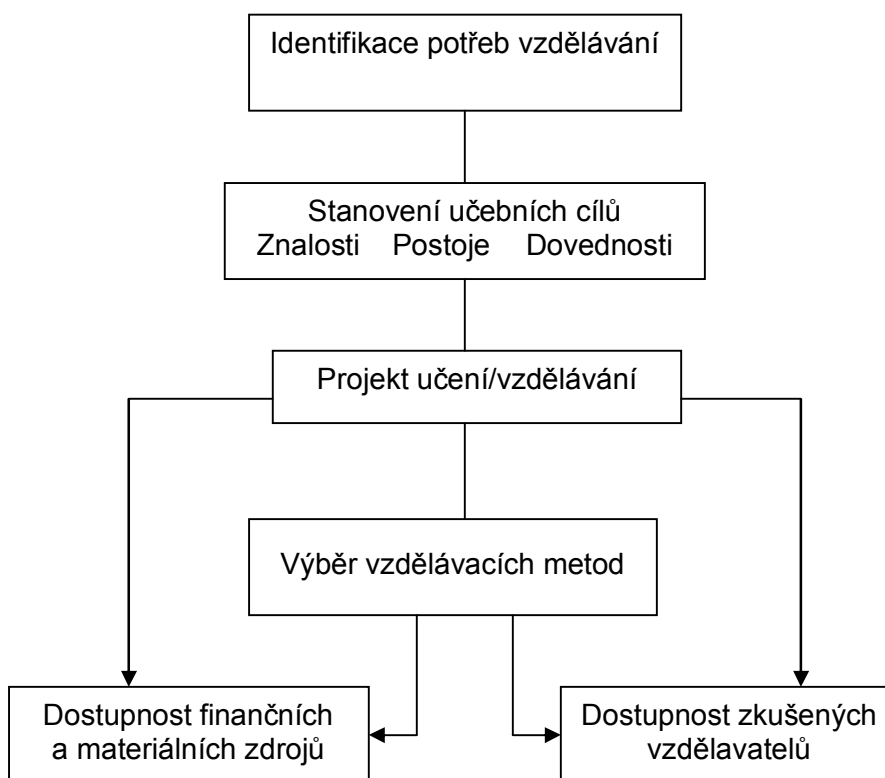 Identifikace potřeb vzdělávání
Stanovení učebních cílů
Znalosti Postoje Dovednosti
Projekt učení/vzdělávání
Výběr vzdělávacích metod
Dostupnost finančních
a materiálních zdrojů
Dostupnost zkušených
vzdělavatelů